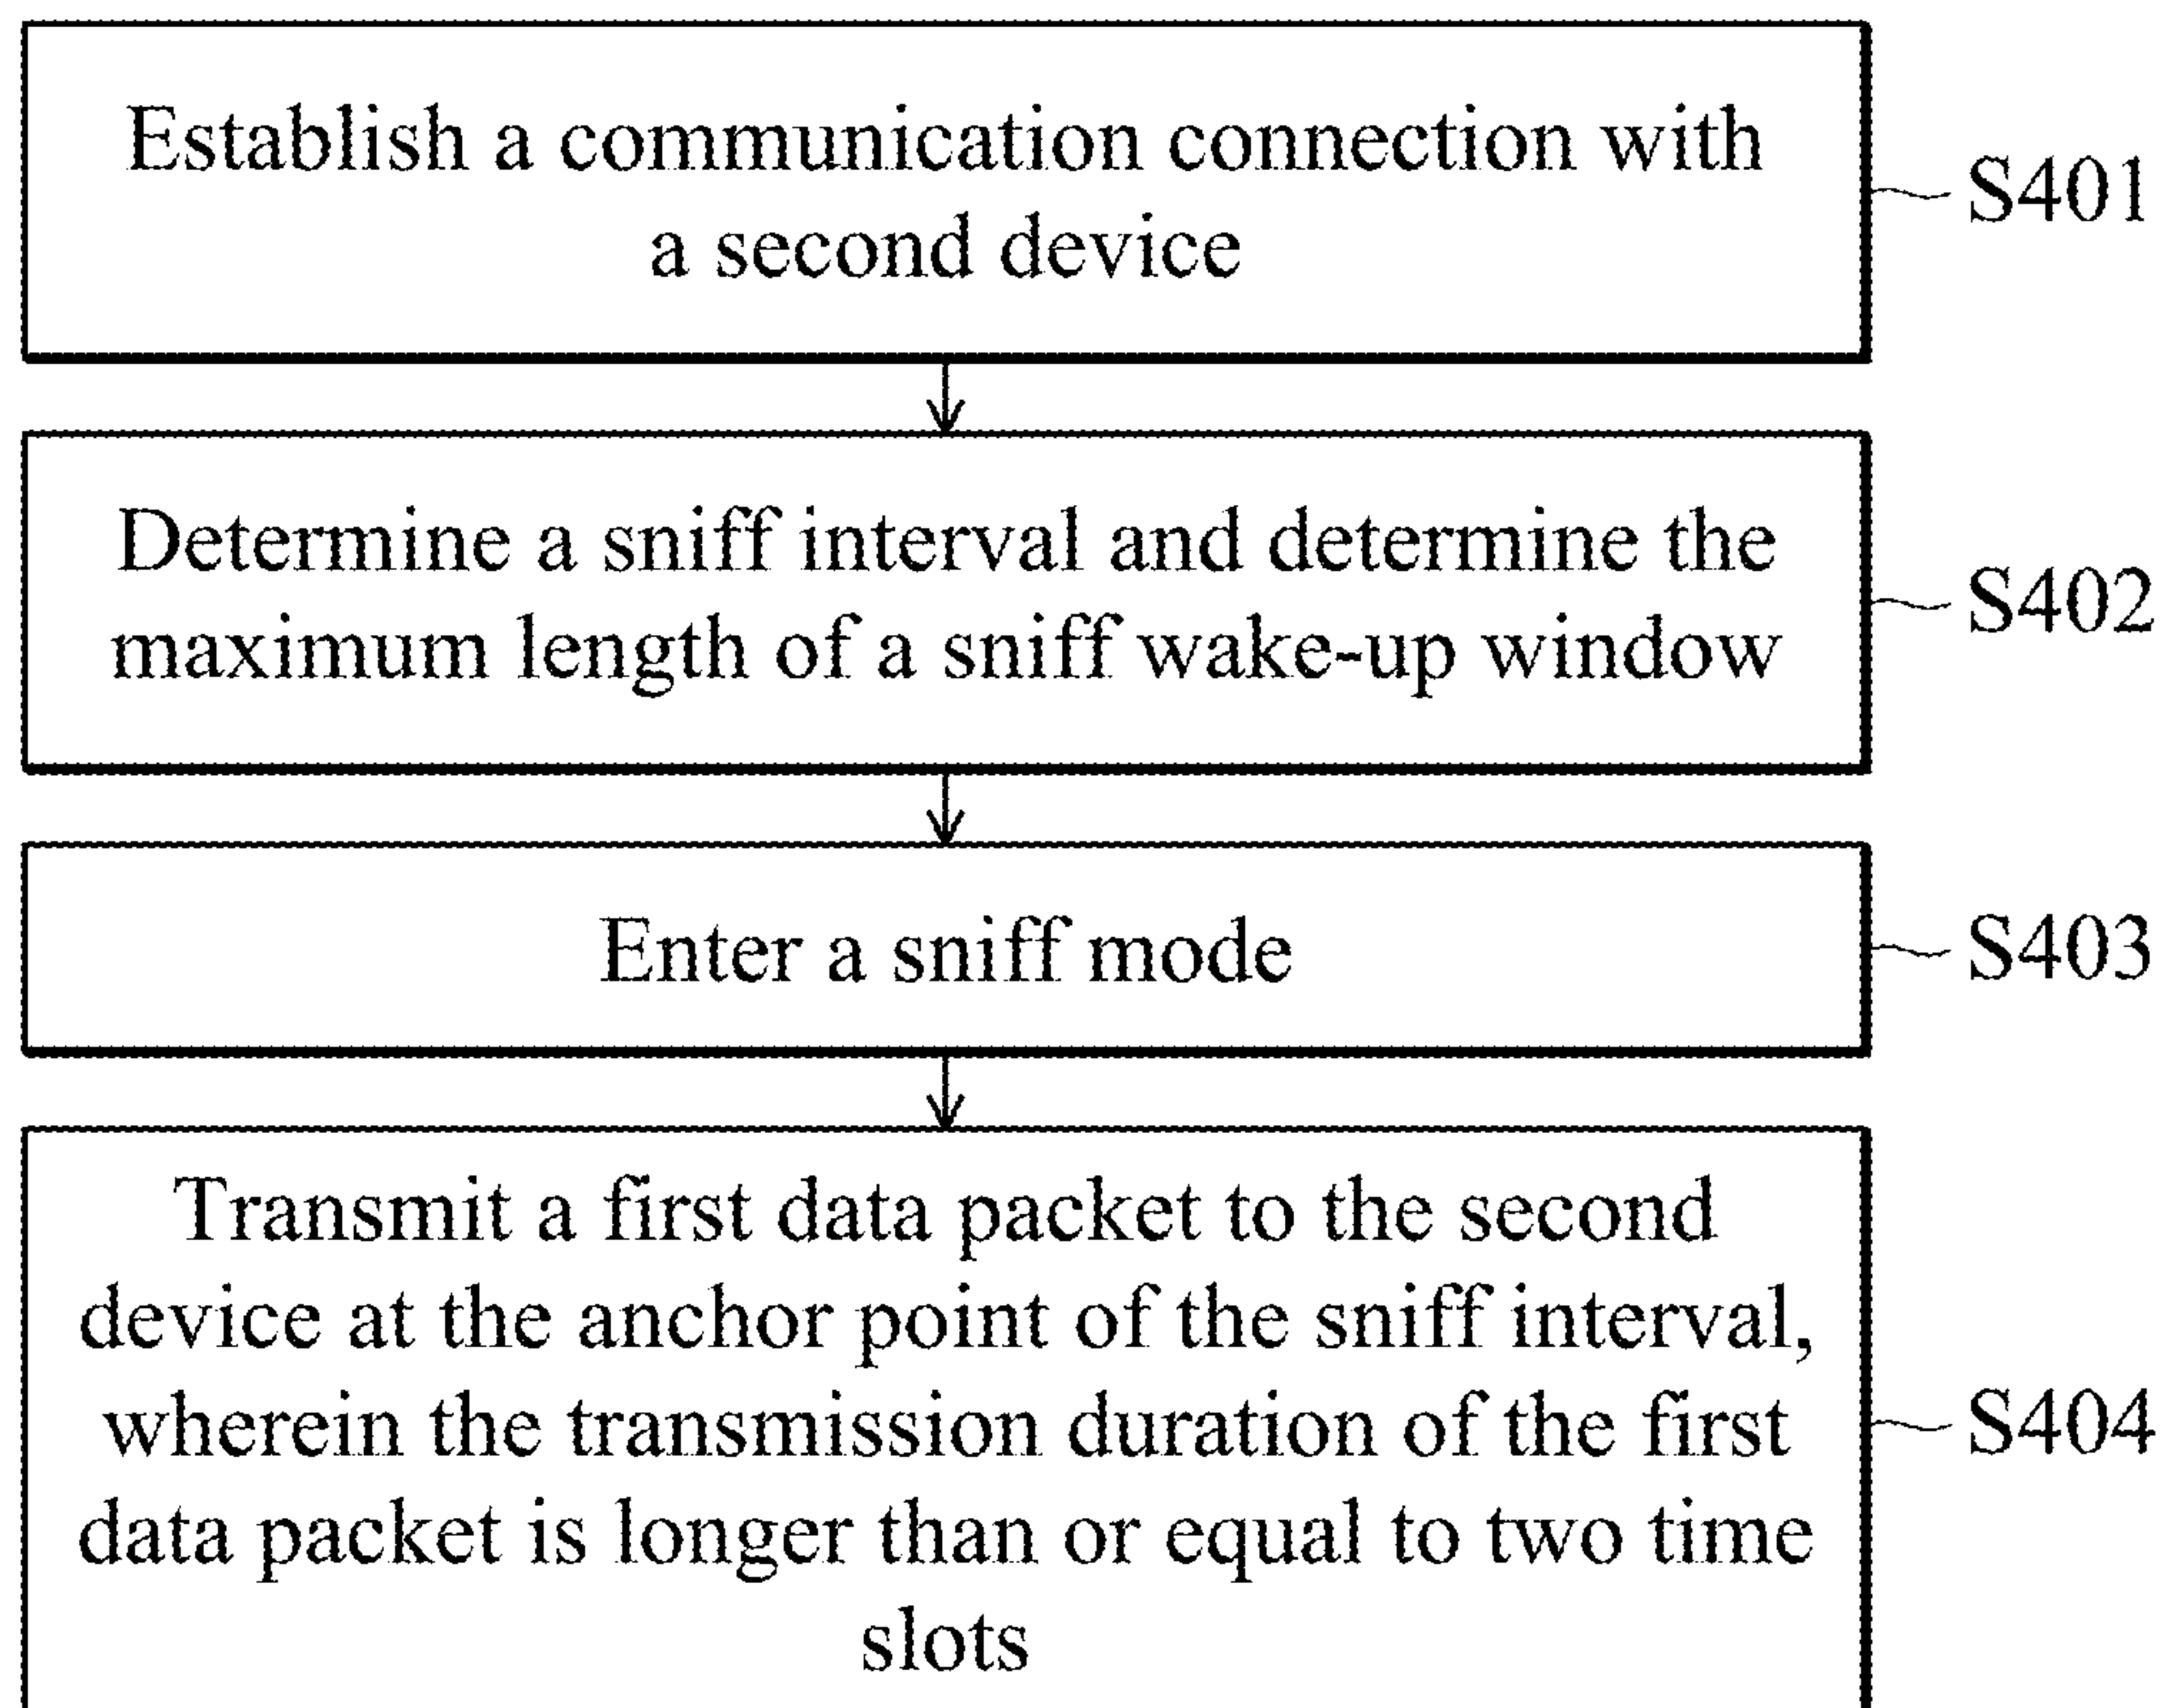 Establish a communication connection with
a second device
S401
Determine a sniff interval and determine the
maximum length of a sniff wake-up window
S402
Enter a sniff mode
S403
Transmit a first data packet to the second
device at the anchor point of the sniff interval,
wherein the transmission duration of the first
data packet is longer than or equal to two time
slots
S404